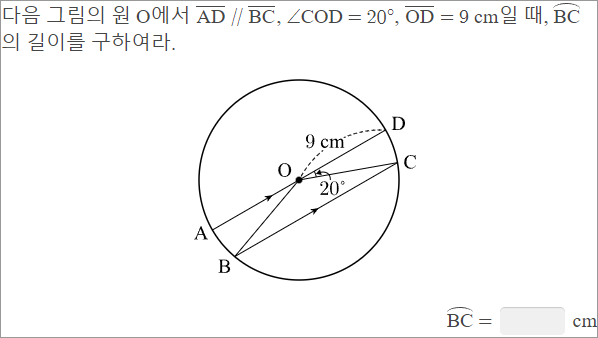 다음 그림의 원 O에서 AD // BC, ∠COD = 20°, OD = 9 cm일 때, BC
의 길이를 구하여라.
D
9 cm
C
O
20°
A
B
BC = cm